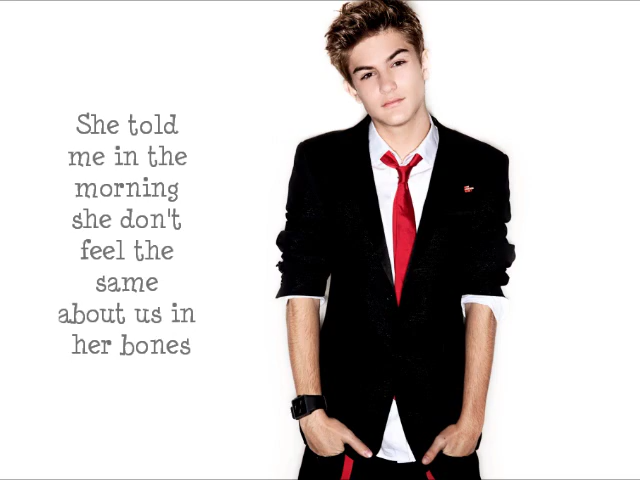 She told
me in the
morning
she don't
feel the
same
about us in
her bones